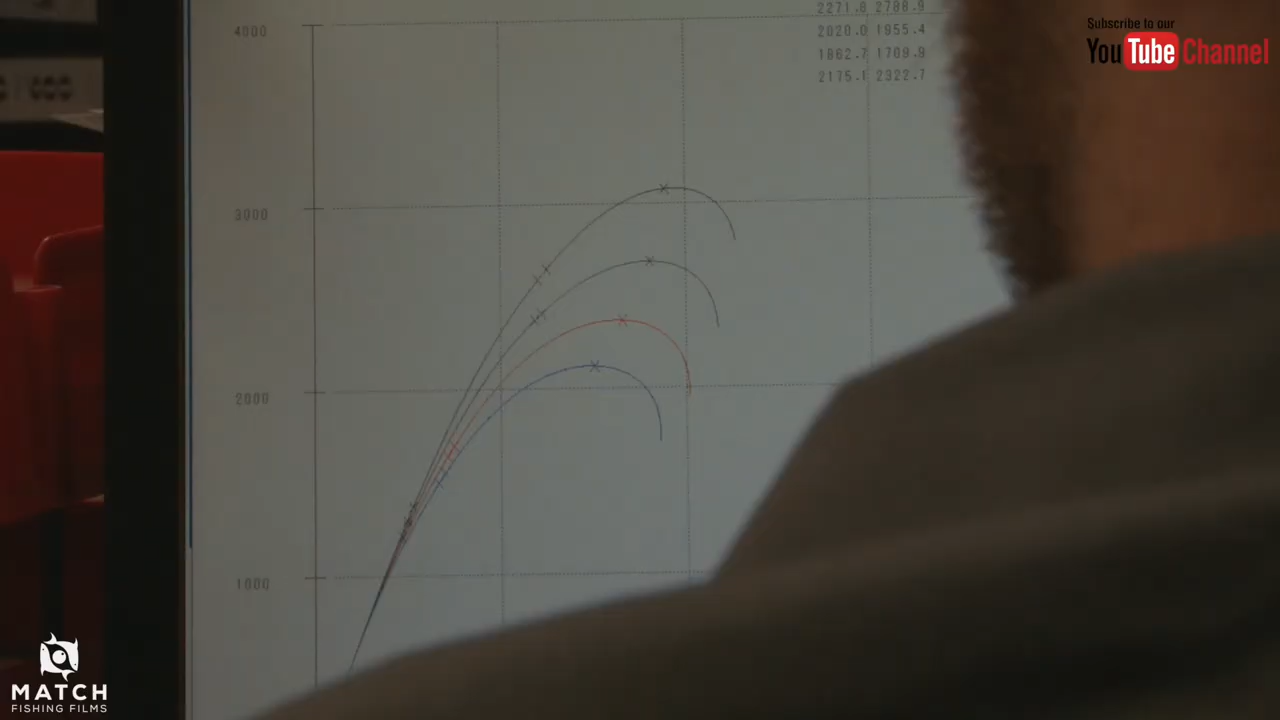 2271.8 2788.9
4000
2020.0 1955.4
1862.7 1709.9
2175.1 2322.7
3000
2000
1000
Subscribe to our
YouTube Channel
MATCH
FISHING FILMS